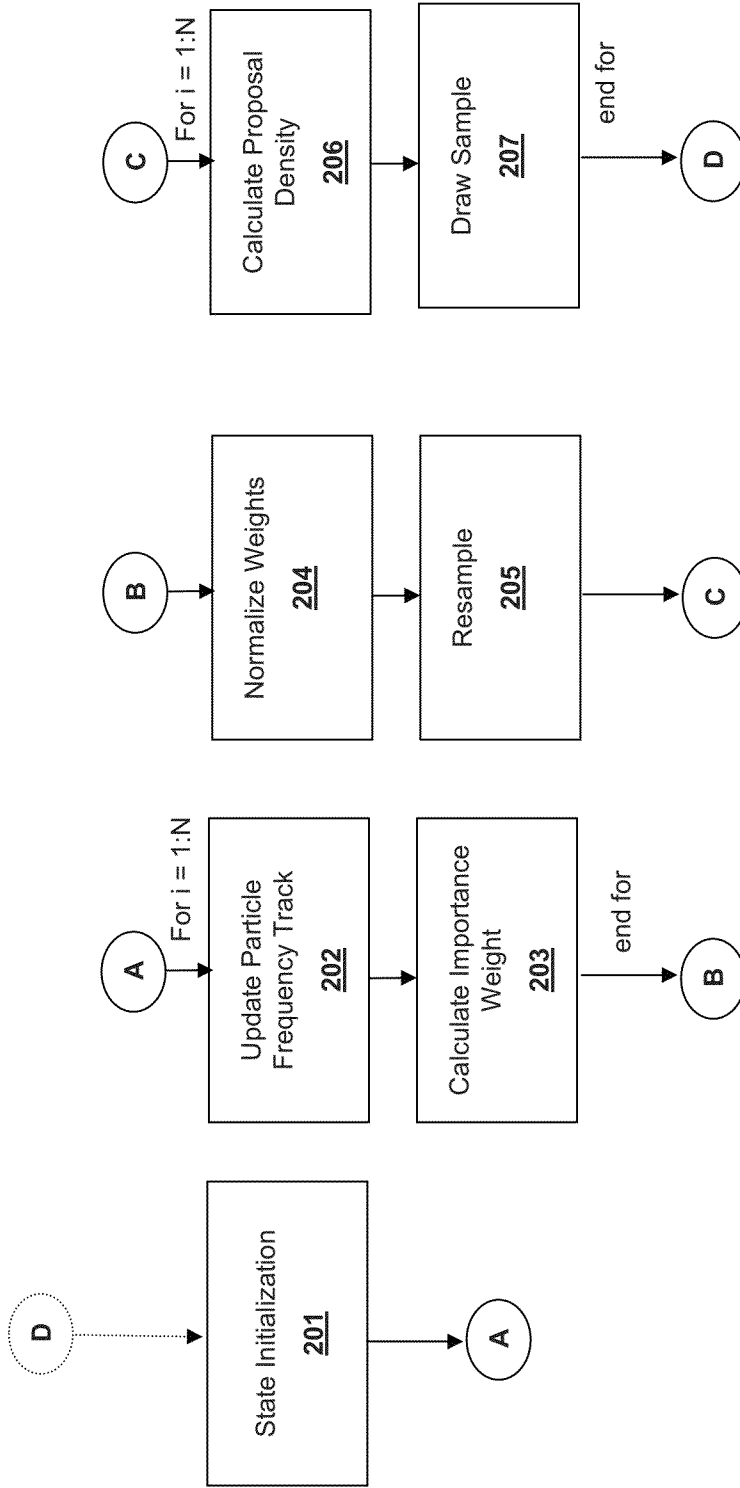 D
State Initialization
201
A
A
For i = 1:N
Update Particle
Frequency Track
202
Calculate Importance
Weight
203
end for
B
B
Normalize Weights
204
Resample
205
C
C
For i = 1:N
Calculate Proposal
Density
206
Draw Sample
207
end for
D